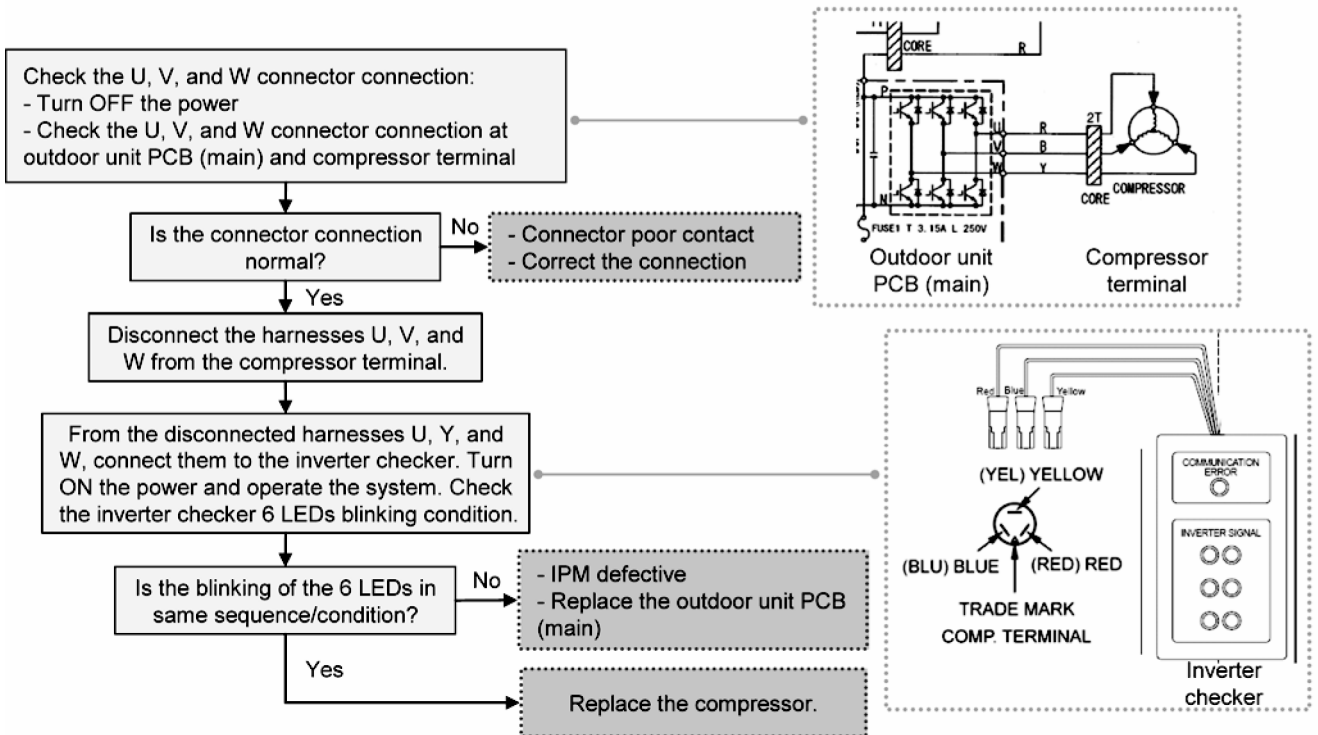 Check the U, V, and W connector connection:
- Turn OFF the power
- Check the U, V, and W connector connection at
outdoor unit PCB (main) and compressor terminal
Is the connector connection
normal?
No
- Connector poor contact
- Correct the connection
Yes
Disconnect the harnesses U, V, and
W from the compressor terminal.
From the disconnected harnesses U, Y, and
W, connect them to the inverter checker. Turn
ON the power and operate the system. Check
the inverter checker 6 LEDs blinking condition.
Is the blinking of the 6 LEDs in
same sequence/condition?
No
- IPM defective
- Replace the outdoor unit PCB
(main)
Yes
Replace the compressor.
CORE
R
P
U
R
2T
V
B
W
Y
N
CORE
COMPRESSOR
FUSE1 T 3.15A L 250V
Outdoor unit
PCB (main)
Compressor
terminal
Red
Blue
Yellow
(YEL) YELLOW
(BLU) BLUE
(RED) RED
TRADE MARK
COMP. TERMINAL
COMMUNICATION
ERROR
INVERTER SIGNAL
Inverter
checker